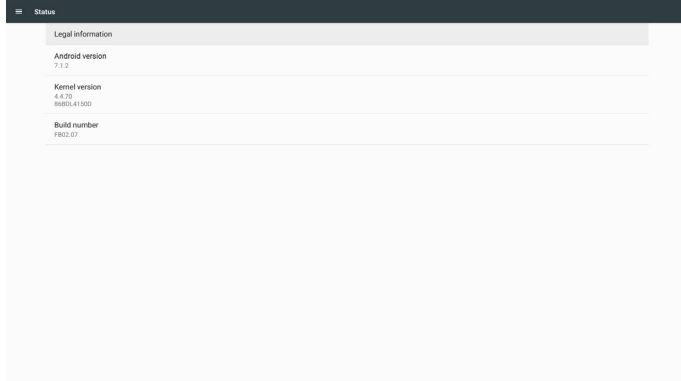 Status
Legal information
Android version
7.1.2
Kernel version
4.4.70
86BDL4150D
Build number
FB02.07